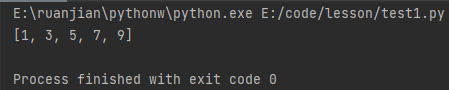 E:\ruanjian\pythonw\python.exe E:/code/lesson/test1.py
[1, 3, 5, 7, 9]
Process finished with exit code 0